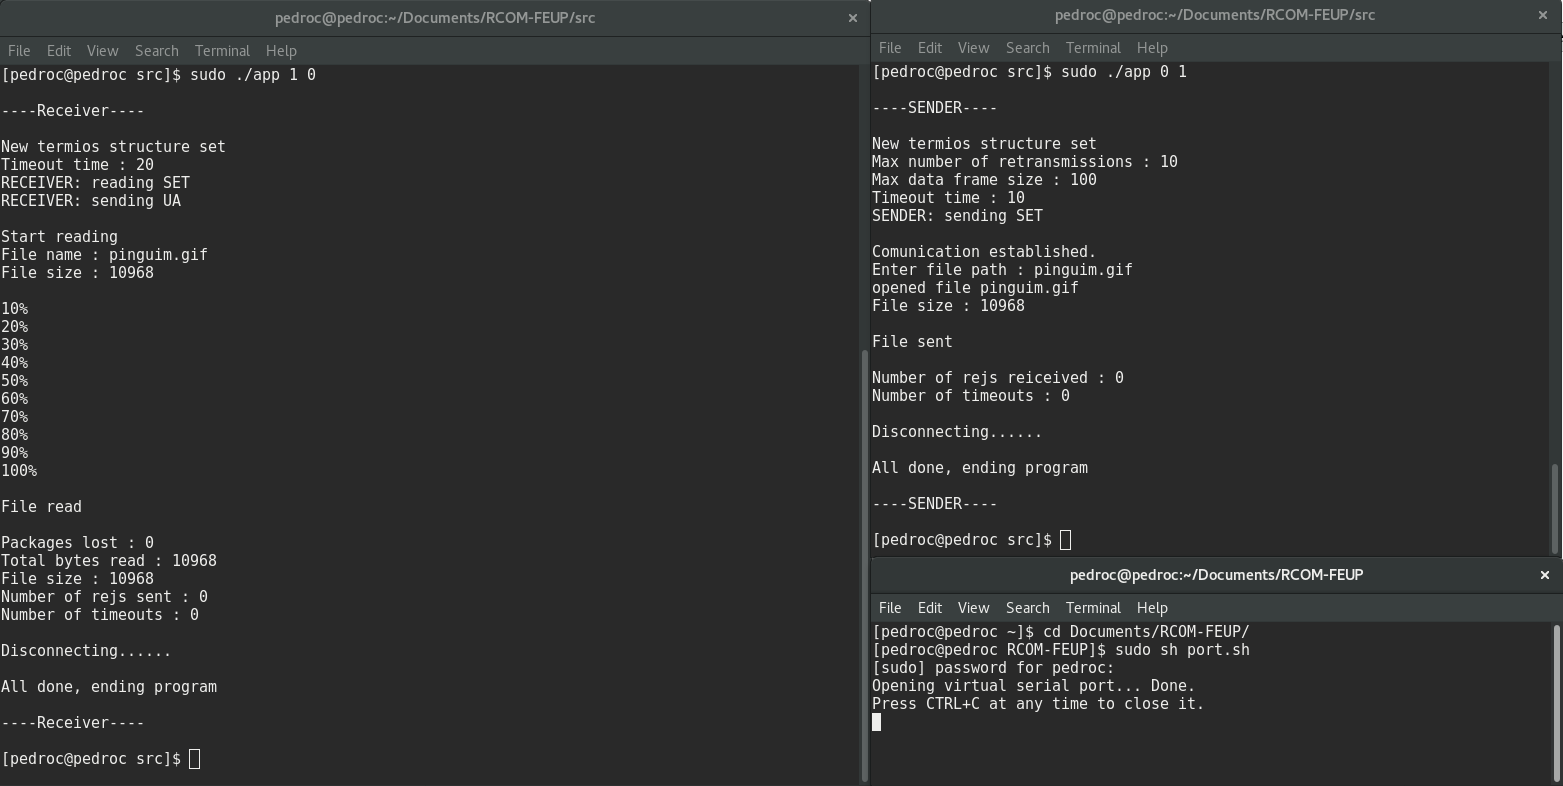 pedroc@pedroc:~/Documents/RCOM-FEUP/src ×
File Edit View Search Terminal Help
[pedroc@pedroc src]$ sudo ./app 1 0
----Receiver----
New termios structure set
Timeout time : 20
RECEIVER: reading SET
RECEIVER: sending UA
Start reading
File name : pinguim.gif
File size : 10968
10%
20%
30%
40%
50%
60%
70%
80%
90%
100%
File read
Packages lost : 0
Total bytes read : 10968
File size : 10968
Number of rejs sent : 0
Number of timeouts : 0
Disconnecting......
All done, ending program
----Receiver----
[pedroc@pedroc src]$
pedroc@pedroc:~/Documents/RCOM-FEUP/src ×
File Edit View Search Terminal Help
[pedroc@pedroc src]$ sudo ./app 0 1
----SENDER----
New termios structure set
Max number of retransmissions : 10
Max data frame size : 100
Timeout time : 10
SENDER: sending SET
Comunication established.
Enter file path : pinguim.gif
opened file pinguim.gif
File size : 10968
File sent
Number of rejs reiceived : 0
Number of timeouts : 0
Disconnecting......
All done, ending program
----SENDER----
[pedroc@pedroc src]$
pedroc@pedroc:~/Documents/RCOM-FEUP ×
File Edit View Search Terminal Help
[pedroc@pedroc ~]$ cd Documents/RCOM-FEUP/
[pedroc@pedroc RCOM-FEUP]$ sudo sh port.sh
[sudo] password for pedroc:
Opening virtual serial port... Done.
Press CTRL+C at any time to close it.